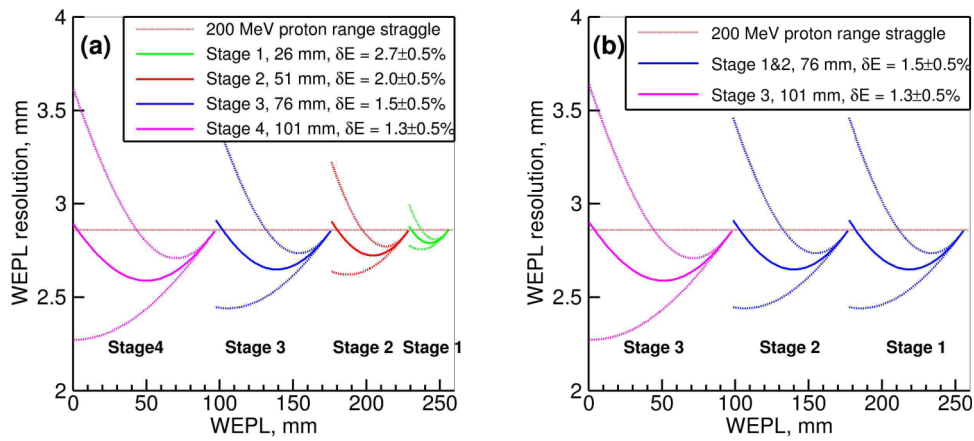 (a)
200 MeV proton range straggle
Stage 1, 26 mm, δE = 2.7±0.5%
Stage 2, 51 mm, δE = 2.0±0.5%
Stage 3, 76 mm, δE = 1.5±0.5%
Stage 4, 101 mm, δE = 1.3±0.5%
WEPL resolution, mm
4
3.5
3
2.5
2
Stage4
Stage 3
Stage 2
Stage 1
0 50 100 150 200 250
WEPL, mm
(b)
200 MeV proton range straggle
Stage 1&2, 76 mm, δE = 1.5±0.5%
Stage 3, 101 mm, δE = 1.3±0.5%
WEPL resolution, mm
4
3.5
3
2.5
2
Stage 3
Stage 2
Stage 1
0 50 100 150 200 250
WEPL, mm